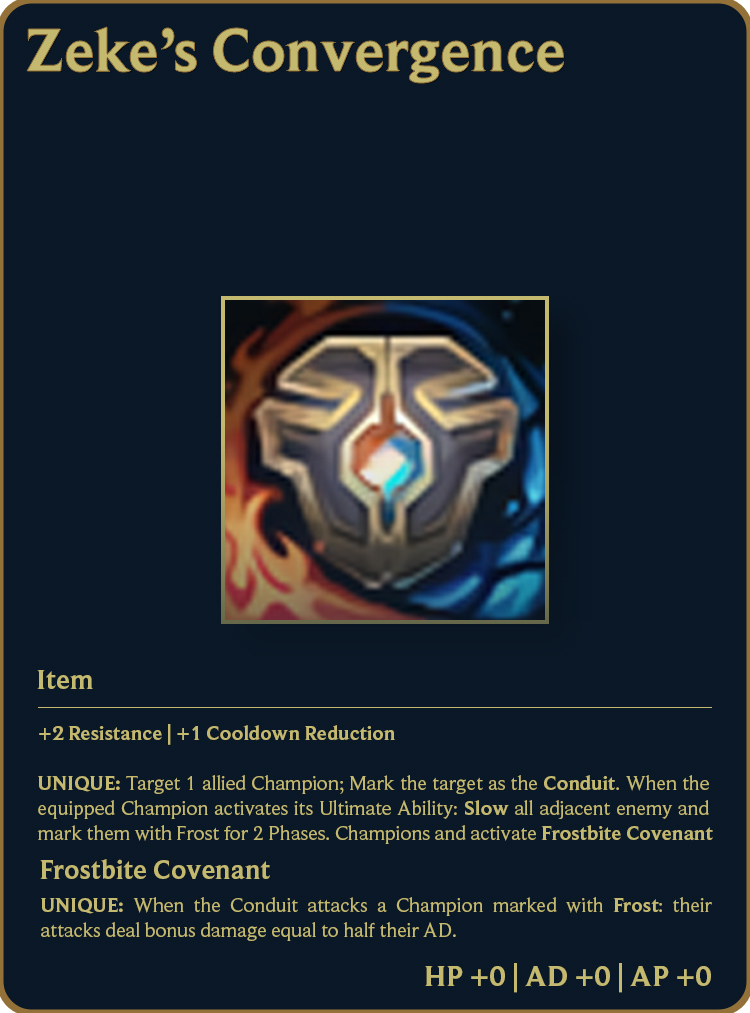 Zeke’s Convergence
Item
+2 Resistance | +1 Cooldown Reduction
UNIQUE: Target 1 allied Champion; Mark the target as the Conduit. When the
equipped Champion activates its Ultimate Ability: Slow all adjacent enemy and
mark them with Frost for 2 Phases. Champions and activate Frostbite Covenant
Frostbite Covenant
UNIQUE: When the Conduit attacks a Champion marked with Frost: their
attacks deal bonus damage equal to half their AD.
HP +0 | AD +0 | AP +0